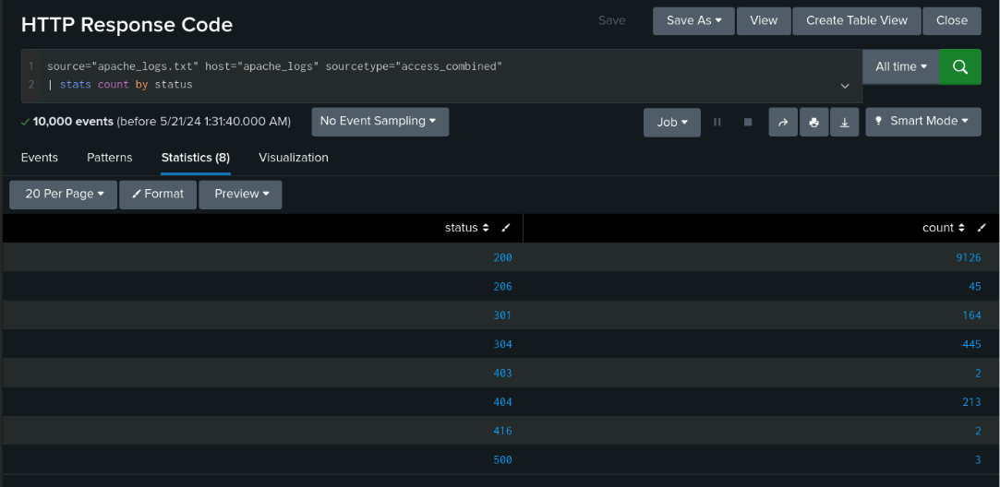 HTTP Response Code
Save Save As View Create Table View Close
1 source="apache_logs.txt" host="apache_logs" sourcetype="access_combined"
2 | stats count by status
All time
10,000 events (before 5/21/24 1:31:40.000 AM) No Event Sampling Job Smart Mode
Events Patterns Statistics (8) Visualization
20 Per Page Format Preview
status count
200 9126
206 45
301 164
304 445
403 2
404 213
416 2
500 3